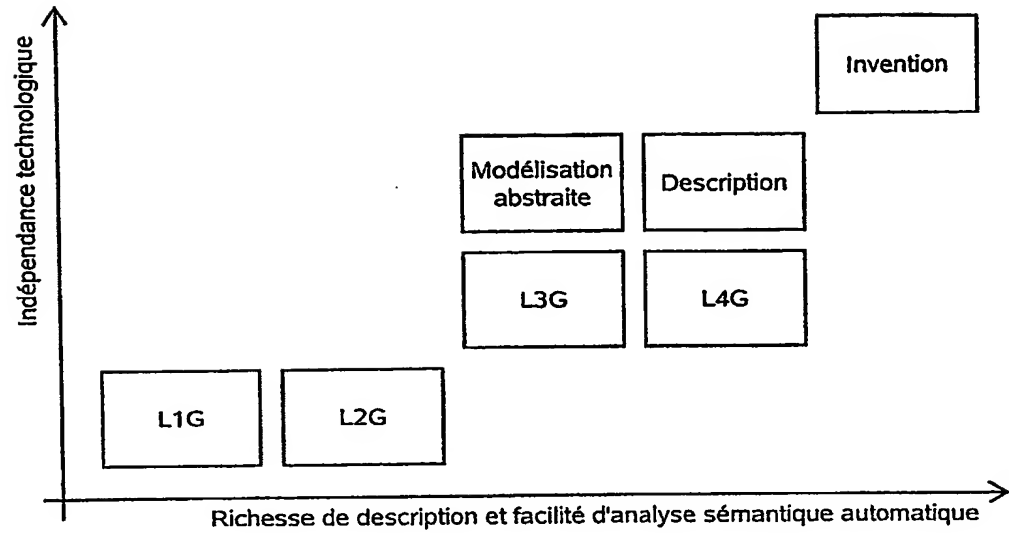 Indépendance technologique
Invention
Modélisation
abstraite
Description
L3G
L4G
L1G
L2G
Richesse de description et facilité d'analyse sémantique automatique